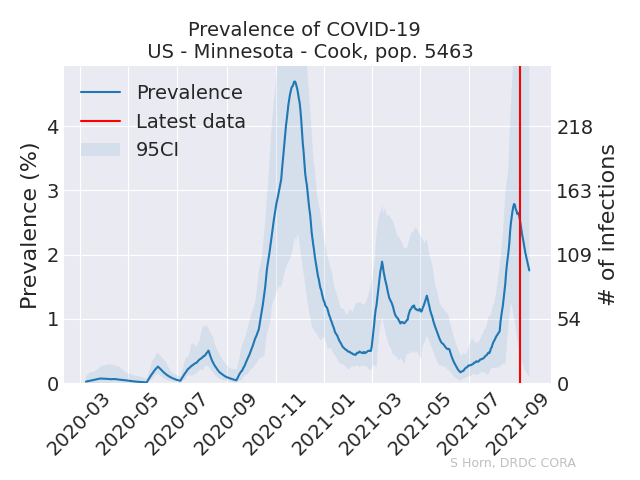 Prevalence of COVID-19
US - Minnesota - Cook, pop. 5463
Prevalence
Latest data
95CI
Prevalence (%)
4
3
2
1
0
218
163
109
54
0
# of infections
2020-03
2020-05
2020-07
2020-09
2020-11
2021-01
2021-03
2021-05
2021-07
2021-09
S Horn, DRDC CORA